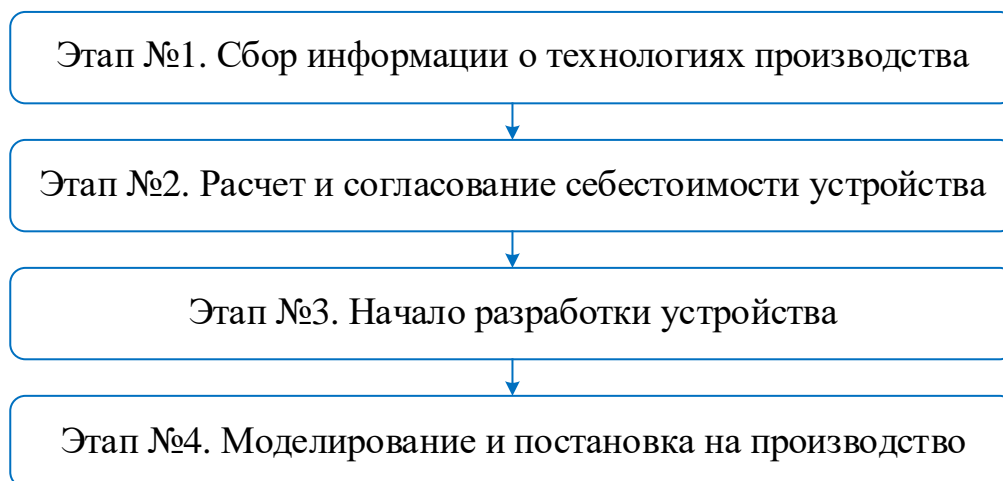 Этап №1. Сбор информации о технологиях производства
Этап №2. Расчет и согласование себестоимости устройства
Этап №3. Начало разработки устройства
Этап №4. Моделирование и постановка на производство